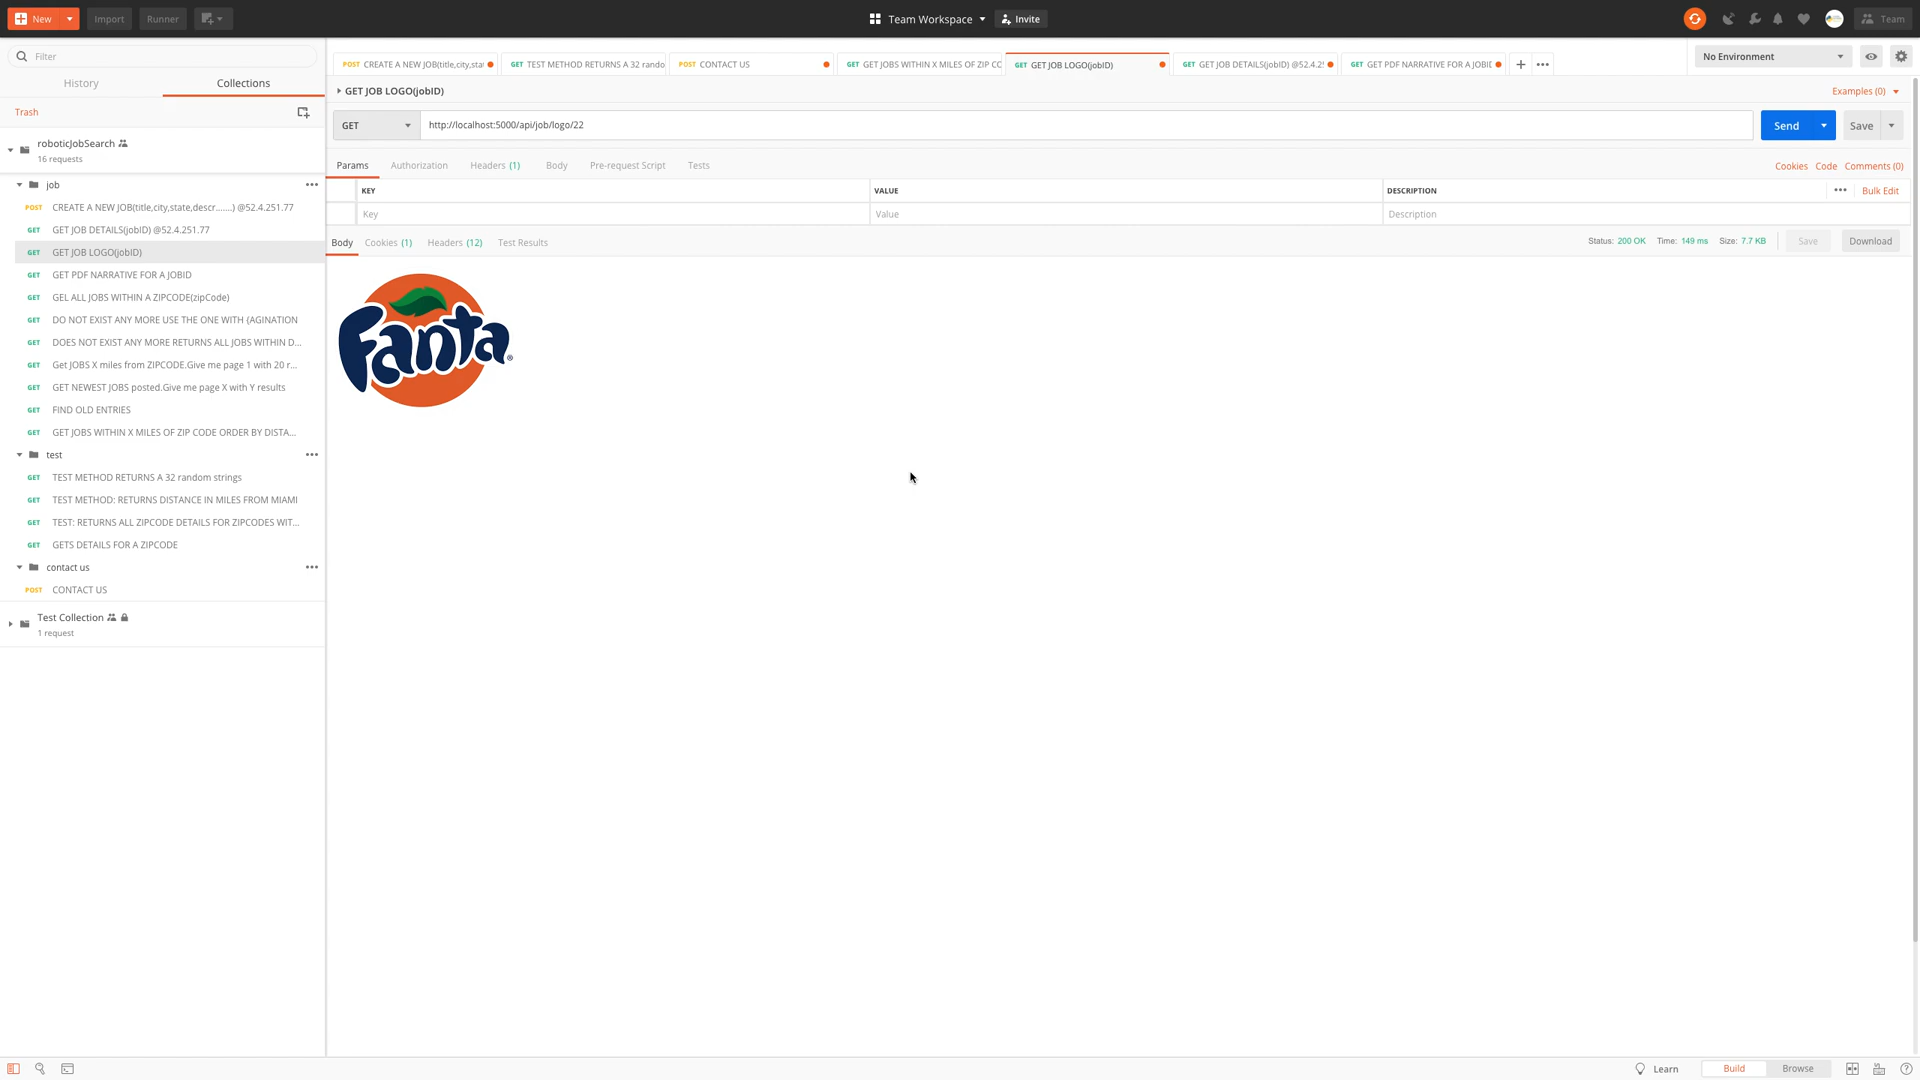 New
Import
Runner
Team Workspace
Invite
Team
Filter
History
Collections
Trash
roboticJobSearch
16 requests
job
POST CREATE A NEW JOB(title,city,state,descr.......) @52.4.251.77
GET GET JOB DETAILS(jobID) @52.4.251.77
GET GET JOB LOGO(jobID)
GET GET PDF NARRATIVE FOR A JOBID
GET GEL ALL JOBS WITHIN A ZIPCODE(zipCode)
GET DO NOT EXIST ANY MORE USE THE ONE WITH {AGINATION
GET DOES NOT EXIST ANY MORE RETURNS ALL JOBS WITHIN D...
GET Get JOBS X miles from ZIPCODE.Give me page 1 with 20 r...
GET GET NEWEST JOBS posted.Give me page X with Y results
GET FIND OLD ENTRIES
GET GET JOBS WITHIN X MILES OF ZIP CODE ORDER BY DISTA...
test
GET TEST METHOD RETURNS A 32 random strings
GET TEST METHOD: RETURNS DISTANCE IN MILES FROM MIAMI
GET TEST: RETURNS ALL ZIPCODE DETAILS FOR ZIPCODES WIT...
GET GETS DETAILS FOR A ZIPCODE
contact us
POST CONTACT US
Test Collection
1 request
POST CREATE A NEW JOB(title,city,stat
GET TEST METHOD RETURNS A 32 rando
POST CONTACT US
GET GET JOBS WITHIN X MILES OF ZIP CC
GET GET JOB LOGO(jobID)
GET GET JOB DETAILS(jobID) @52.4.25
GET GET PDF NARRATIVE FOR A JOBID
No Environment
GET JOB LOGO(jobID)
Examples (0)
GET
http://localhost:5000/api/job/logo/22
Send
Save
Params
Authorization
Headers (1)
Body
Pre-request Script
Tests
Cookies
Code
Comments (0)
KEY
VALUE
DESCRIPTION
Bulk Edit
Key
Value
Description
Body
Cookies (1)
Headers (12)
Test Results
Status: 200 OK
Time: 149 ms
Size: 7.7 KB
Save
Download
Fanta®
Learn
Build
Browse